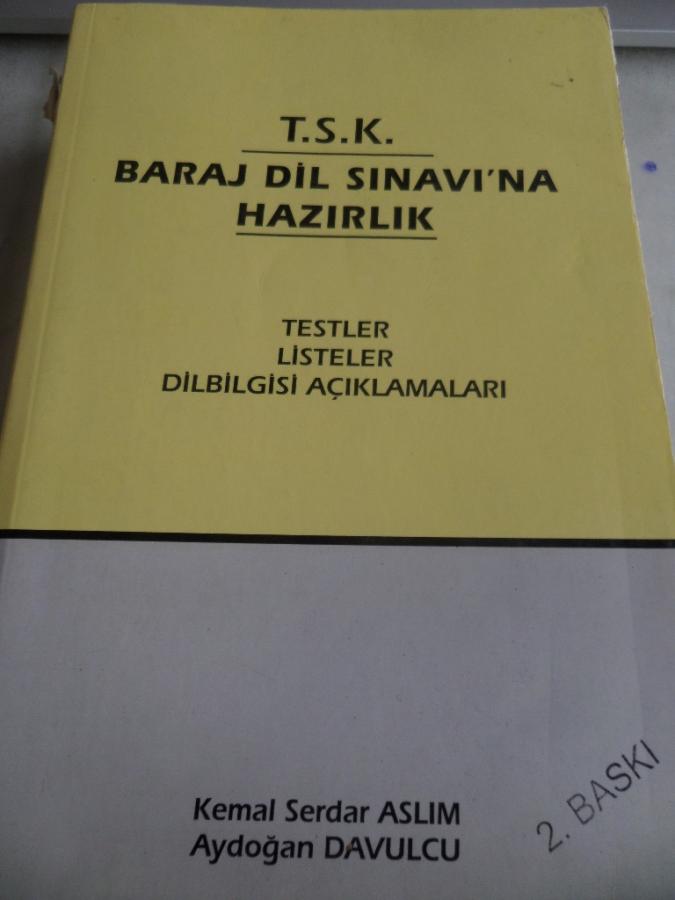 T.S.K.
BARAJ DİL SINAVI'NA
HAZIRLIK
TESTLER
LİSTELER
DİLBİLGİSİ AÇIKLAMALARI
Kemal Serdar ASLIM
Aydoğan DAVULCU
2. BASKI